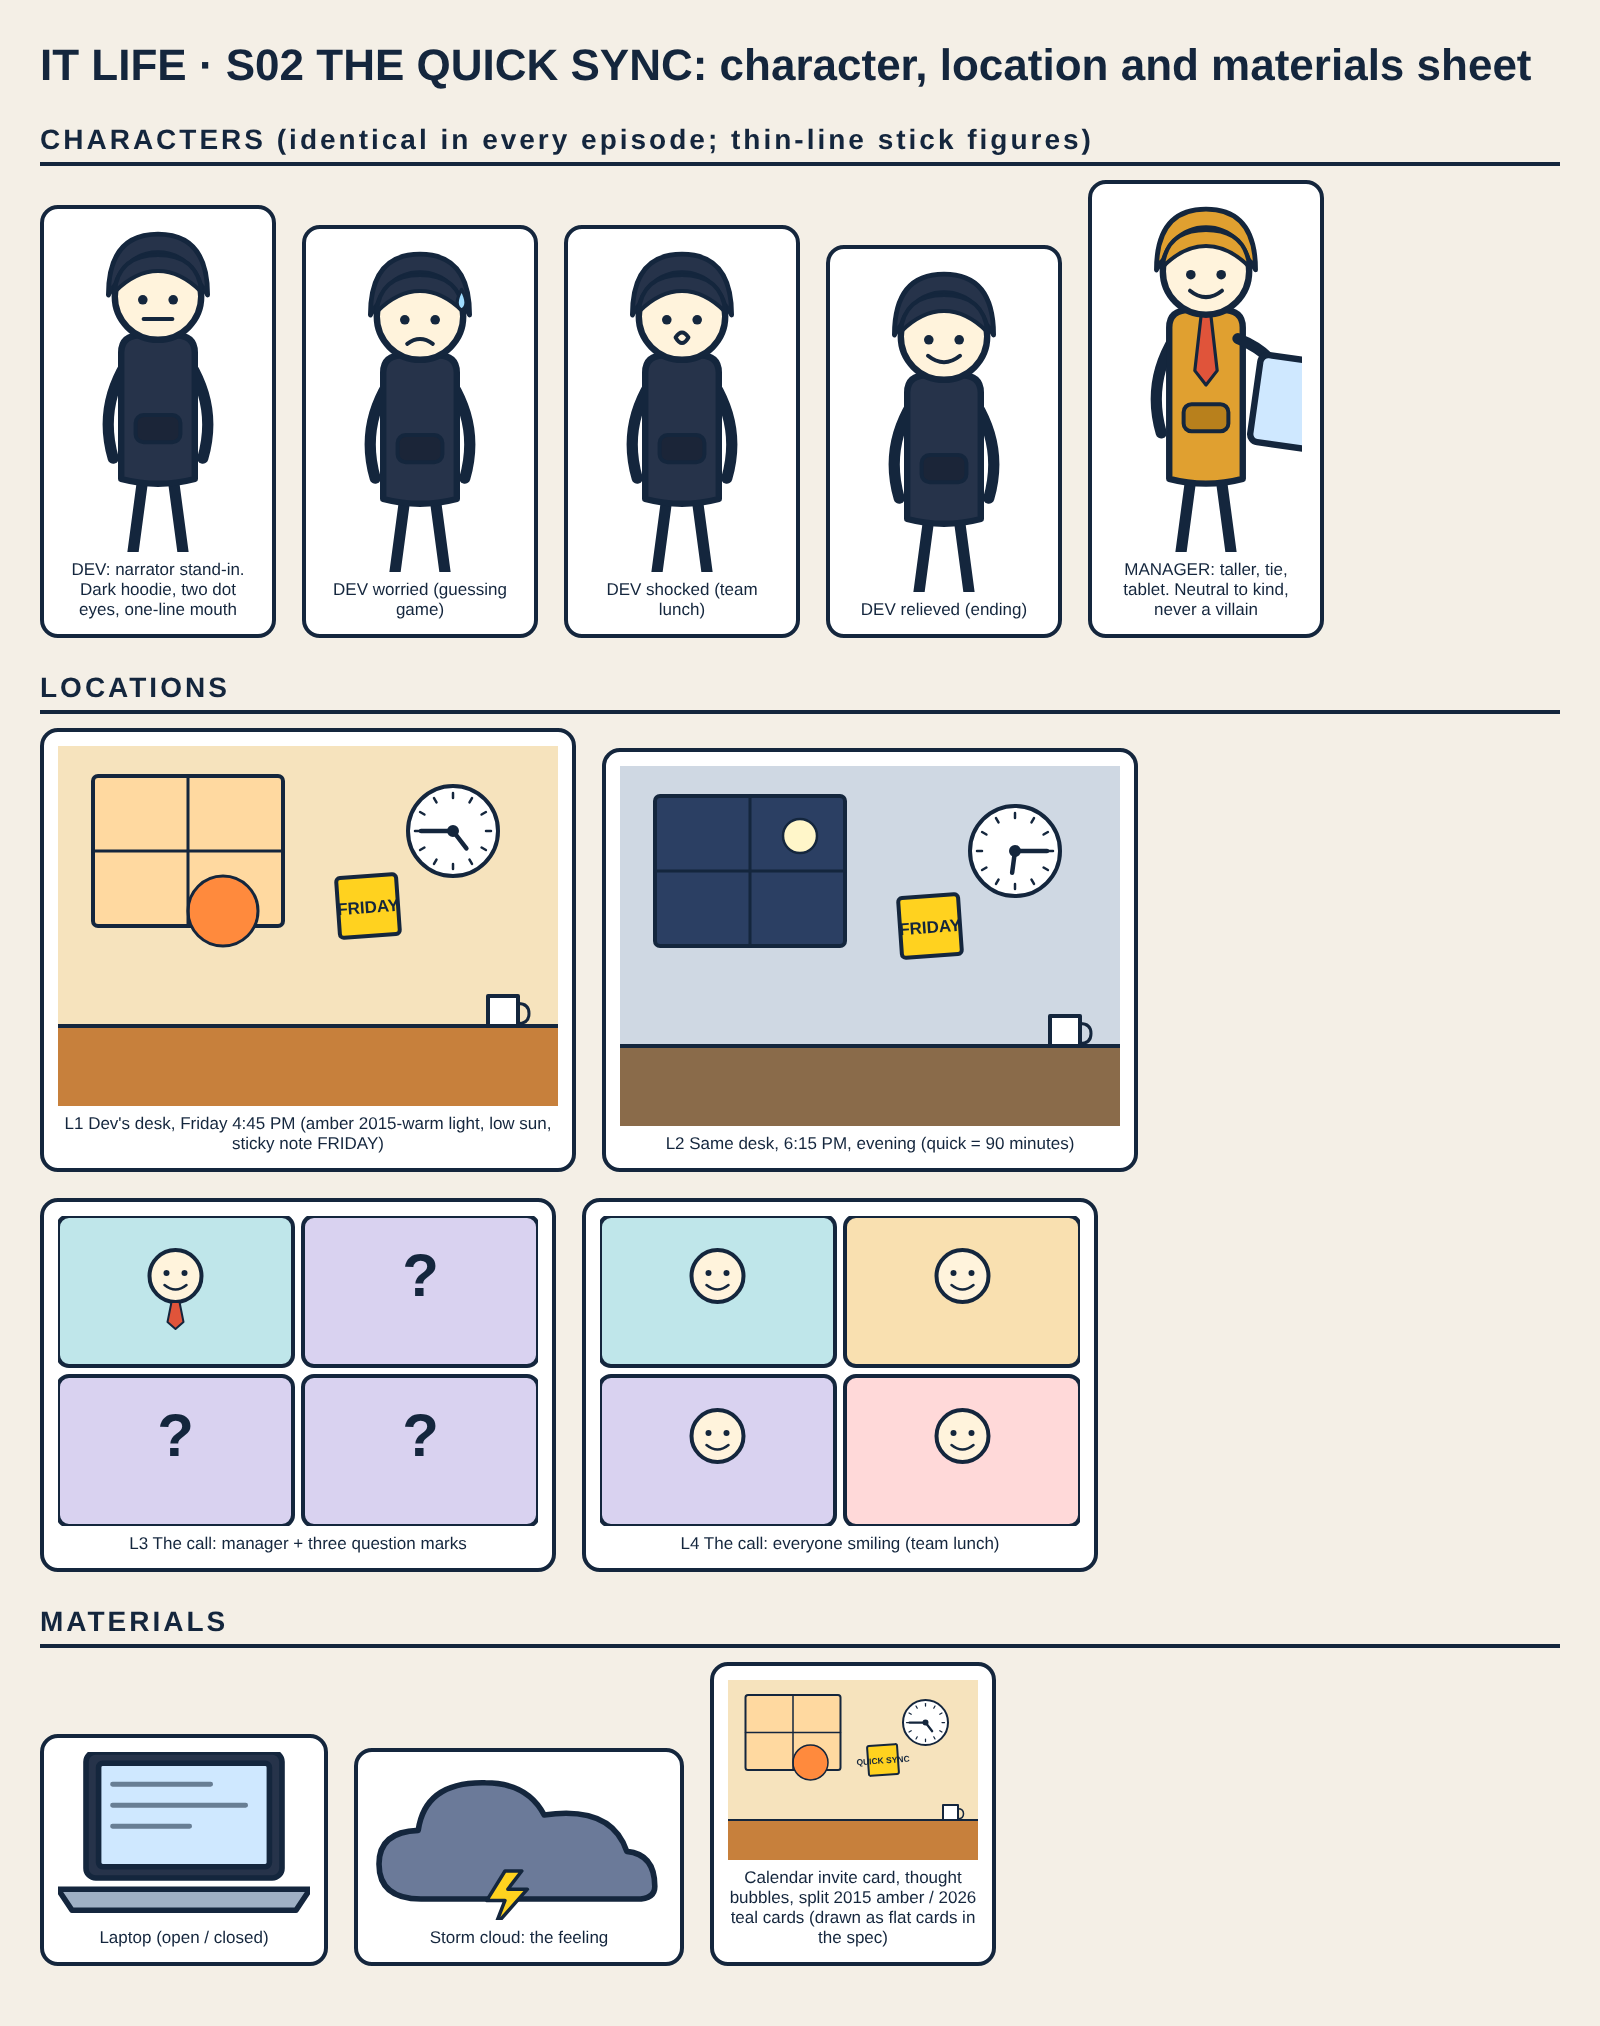 IT LIFE · S02 THE QUICK SYNC: character, location and materials sheet
CHARACTERS (identical in every episode; thin-line stick figures)
DEV: narrator stand-in.
Dark hoodie, two dot
eyes, one-line mouth
DEV worried (guessing
game)
DEV shocked (team
lunch)
DEV relieved (ending)
MANAGER: taller, tie,
tablet. Neutral to kind,
never a villain
LOCATIONS
FRIDAY
L1 Dev's desk, Friday 4:45 PM (amber 2015-warm light, low sun,
sticky note FRIDAY)
FRIDAY
L2 Same desk, 6:15 PM, evening (quick = 90 minutes)
?
?
?
L3 The call: manager + three question marks
L4 The call: everyone smiling (team lunch)
MATERIALS
Laptop (open / closed)
Storm cloud: the feeling
QUICK SYNC
Calendar invite card, thought
bubbles, split 2015 amber / 2026
teal cards (drawn as flat cards in
the spec)